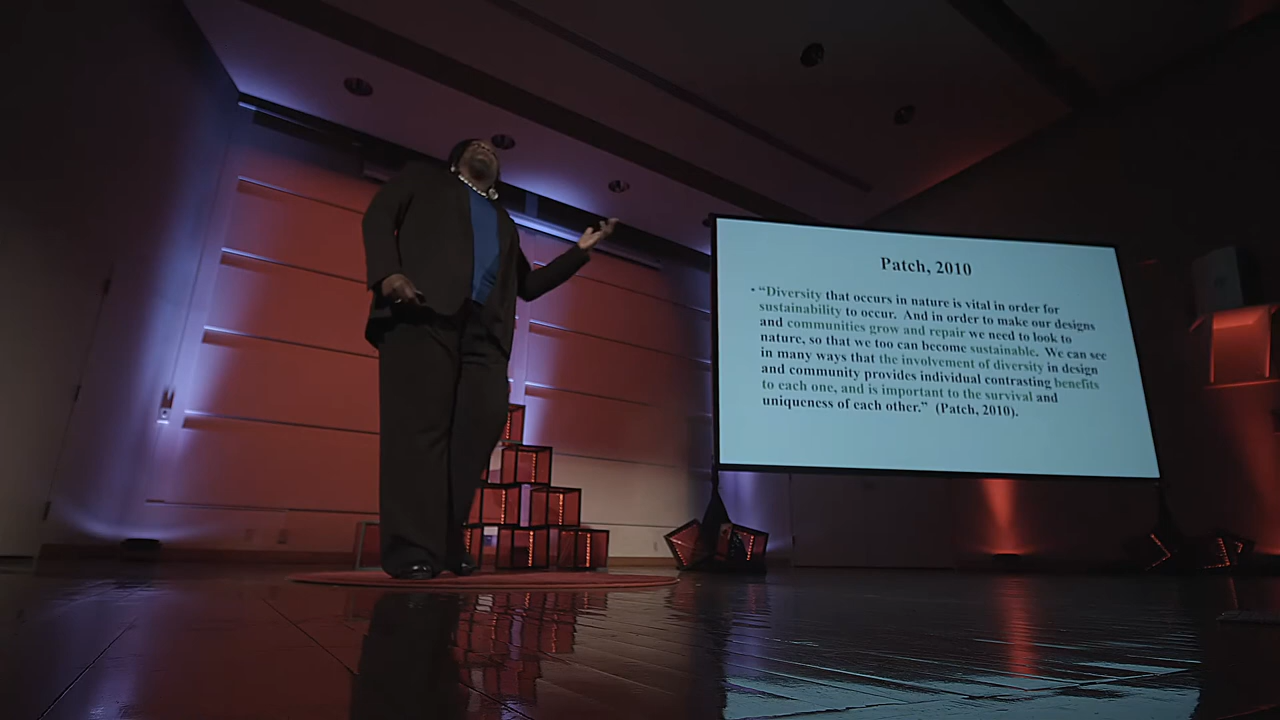 Patch, 2010
• “Diversity that occurs in nature is vital in order for
sustainability to occur. And in order to make our designs
and communities grow and repair we need to look to
nature, so that we too can become sustainable. We can see
in many ways that the involvement of diversity in design
and community provides individual contrasting benefits
to each one, and is important to the survival and
uniqueness of each other.” (Patch, 2010).